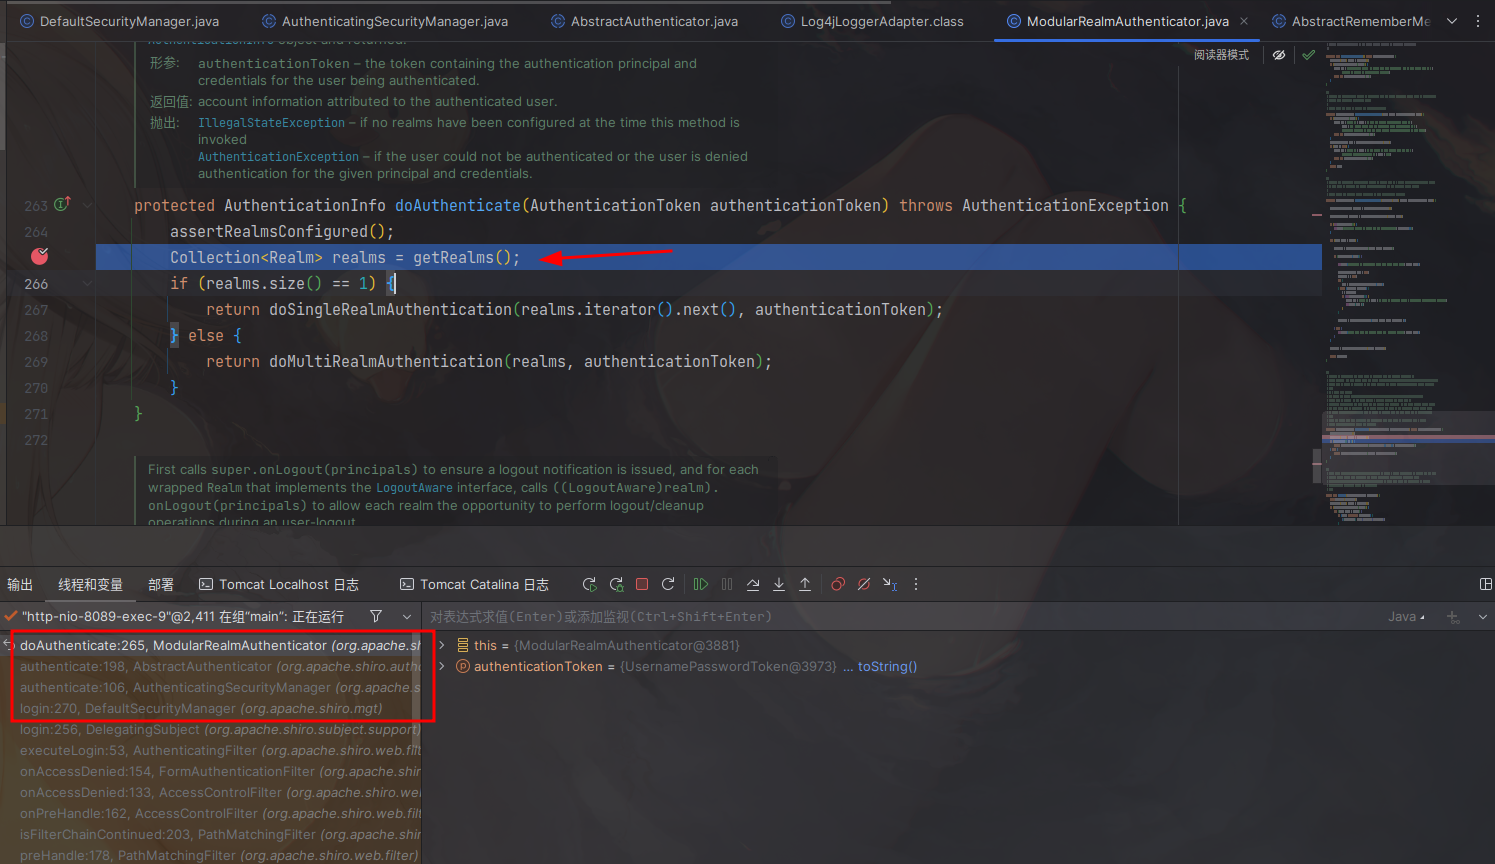 DefaultSecurityManager.java
AuthenticatingSecurityManager.java
AbstractAuthenticator.java
Log4jLoggerAdapter.class
ModularRealmAuthenticator.java
AbstractRememberMe
阅读器模式
形参: authenticationToken – the token containing the authentication principal and
credentials for the user being authenticated.
返回值: account information attributed to the authenticated user.
抛出: IllegalStateException – if no realms have been configured at the time this method is
invoked
AuthenticationException – if the user could not be authenticated or the user is denied
authentication for the given principal and credentials.
263 protected AuthenticationInfo doAuthenticate(AuthenticationToken authenticationToken) throws AuthenticationException {
264 assertRealmsConfigured();
Collection<Realm> realms = getRealms();
266 if (realms.size() == 1) {
267 return doSingleRealmAuthentication(realms.iterator().next(), authenticationToken);
268 } else {
269 return doMultiRealmAuthentication(realms, authenticationToken);
270 }
271 }
272
First calls super.onLogout(principals) to ensure a logout notification is issued, and for each
wrapped Realm that implements the LogoutAware interface, calls ((LogoutAware)realm).
onLogout(principals) to allow each realm the opportunity to perform logout/cleanup
operations during an user-logout
输出 线程和变量 部署 Tomcat Localhost 日志 Tomcat Catalina 日志
"http-nio-8089-exec-9"@2,411 在组"main": 正在运行
对表达式求值(Enter)或添加监视(Ctrl+Shift+Enter)
Java
doAuthenticate:265, ModularRealmAuthenticator (org.apache.sh
authenticate:198, AbstractAuthenticator (org.apache.shiro.autho
authenticate:106, AuthenticatingSecurityManager (org.apache.s
login:270, DefaultSecurityManager (org.apache.shiro.mgt)
login:256, DelegatingSubject (org.apache.shiro.subject.support)
executeLogin:53, AuthenticatingFilter (org.apache.shiro.web.filt
onAccessDenied:154, FormAuthenticationFilter (org.apache.shir
onAccessDenied:133, AccessControlFilter (org.apache.shiro.we
onPreHandle:162, AccessControlFilter (org.apache.shiro.web.filt
isFilterChainContinued:203, PathMatchingFilter (org.apache.shir
preHandle:178, PathMatchingFilter (org.apache.shiro.web.filter)
this = {ModularRealmAuthenticator@3881}
authenticationToken = {UsernamePasswordToken@3973} ... toString()